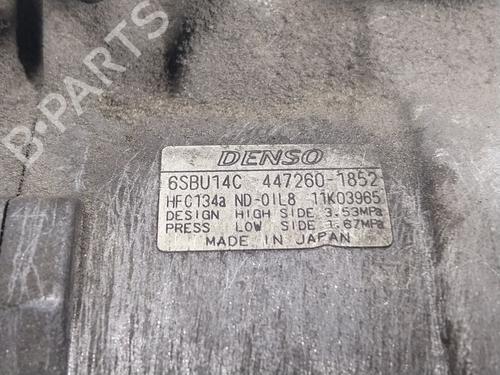 B-PARTS
DENSO
6SBU14C 447260-1852
HFC134a ND-OIL8 11K03965
DESIGN HIGH SIDE 3.53MPa
PRESS LOW SIDE 1.67MPa
MADE IN JAPAN